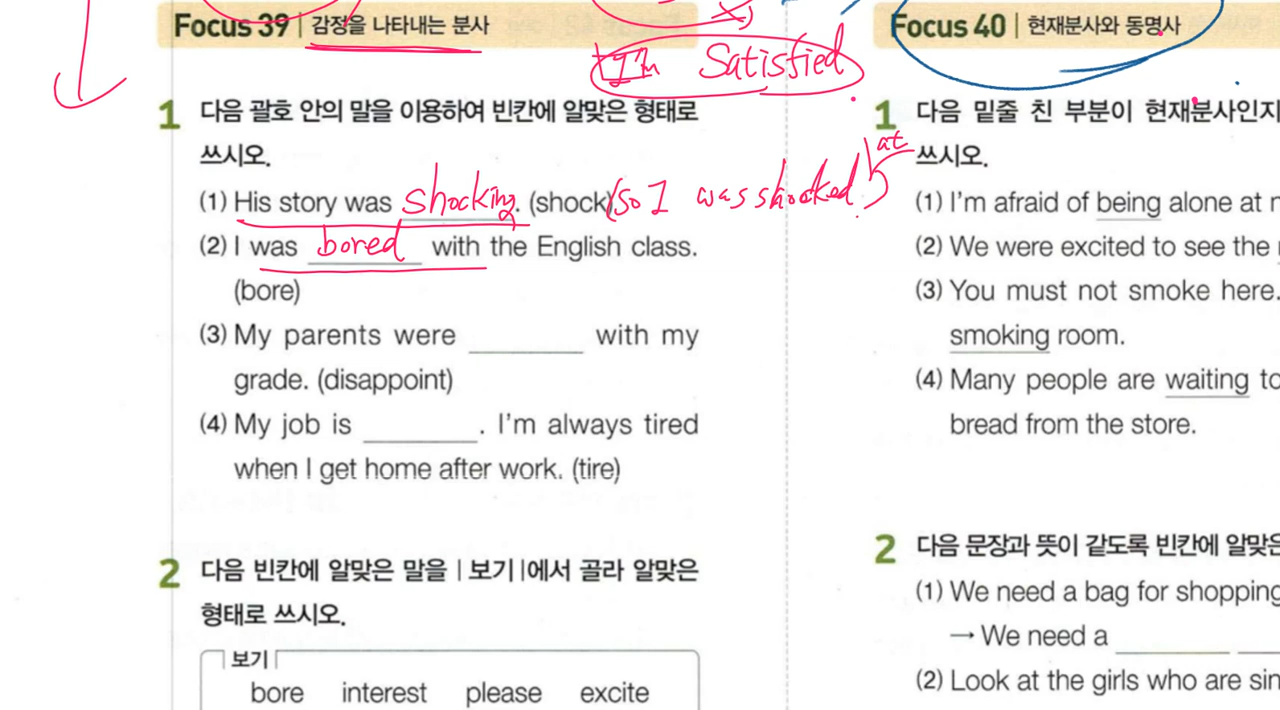 Focus 39 | 감정을 나타내는 분사
I'm Satisfied
1 다음 괄호 안의 말을 이용하여 빈칸에 알맞은 형태로
쓰시오.
(1) His story was shocking. (shock) (so I was shocked.) at
(2) I was bored with the English class.
(bore)
(3) My parents were ________ with my
grade. (disappoint)
(4) My job is ________. I'm always tired
when I get home after work. (tire)
2 다음 빈칸에 알맞은 말을 |보기|에서 골라 알맞은
형태로 쓰시오.
보기
bore interest please excite
Focus 40 | 현재분사와 동명사
1 다음 밑줄 친 부분이 현재분사인지
쓰시오.
(1) I'm afraid of being alone at
(2) We were excited to see the
(3) You must not smoke here.
smoking room.
(4) Many people are waiting to
bread from the store.
2 다음 문장과 뜻이 같도록 빈칸에 알맞은
(1) We need a bag for shopping
→ We need a ________
(2) Look at the girls who are sin